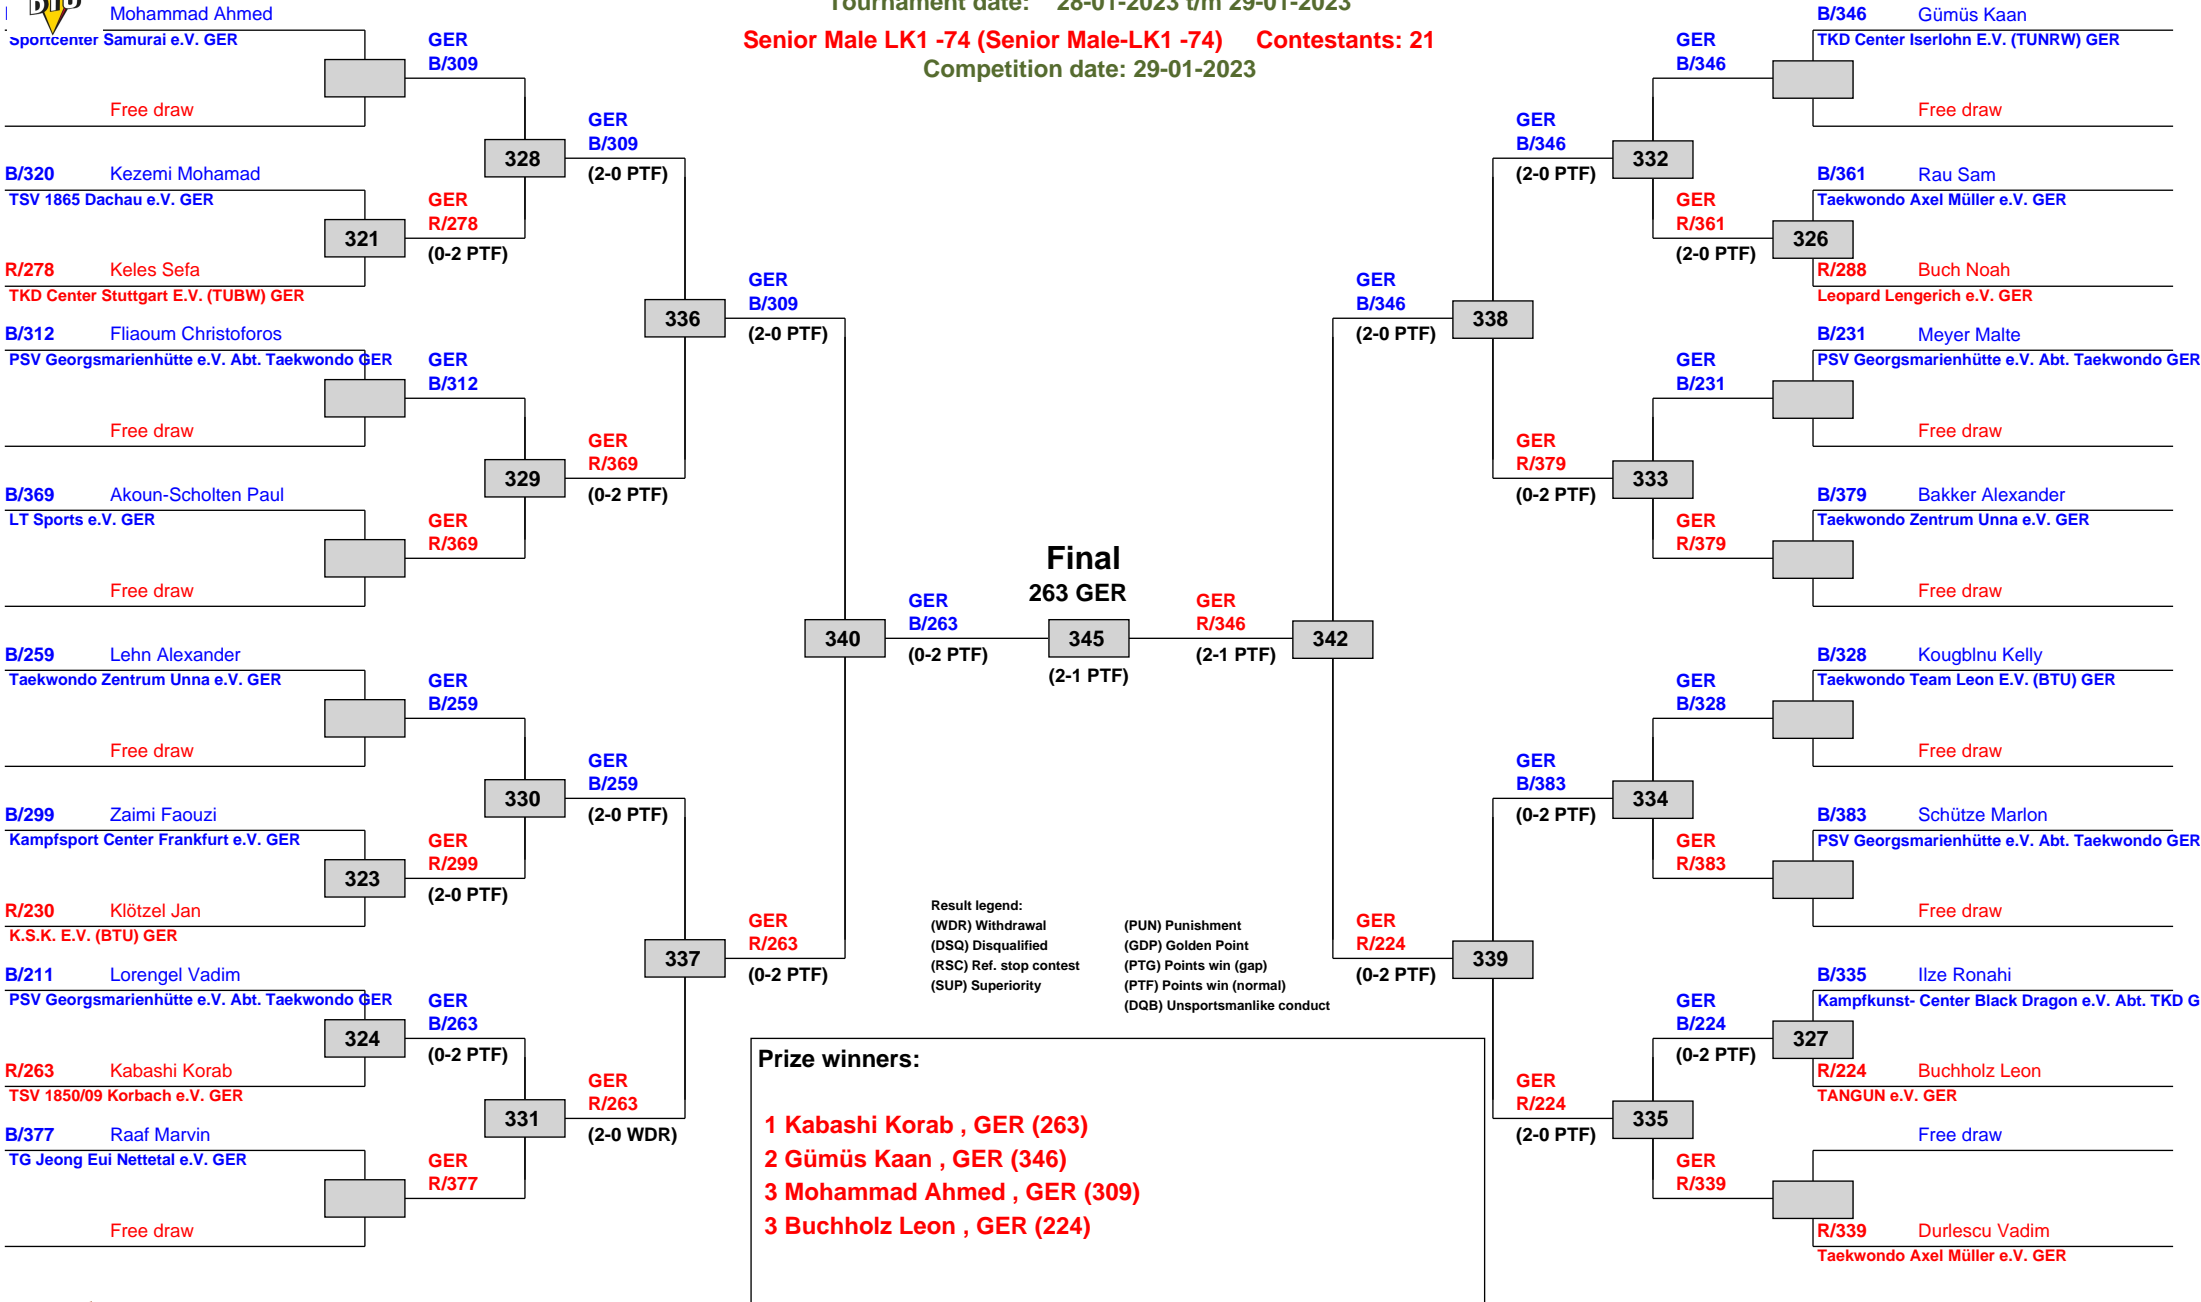 Tournament date: 28-01-2023 t/m 29-01-2023
Senior Male LK1 -74 (Senior Male-LK1 -74) Contestants: 21
Competition date: 29-01-2023
DTU
Mohammad Ahmed
Sportcenter Samurai e.V. GER
Free draw
B/320 Kezemi Mohamad
TSV 1865 Dachau e.V. GER
R/278 Keles Sefa
TKD Center Stuttgart E.V. (TUBW) GER
B/312 Fliaoum Christoforos
PSV Georgsmarienhütte e.V. Abt. Taekwondo GER
Free draw
B/369 Akoun-Scholten Paul
LT Sports e.V. GER
Free draw
B/259 Lehn Alexander
Taekwondo Zentrum Unna e.V. GER
Free draw
B/299 Zaimi Faouzi
Kampfsport Center Frankfurt e.V. GER
R/230 Klötzel Jan
K.S.K. E.V. (BTU) GER
B/211 Lorengel Vadim
PSV Georgsmarienhütte e.V. Abt. Taekwondo GER
R/263 Kabashi Korab
TSV 1850/09 Korbach e.V. GER
B/377 Raaf Marvin
TG Jeong Eui Nettetal e.V. GER
Free draw
321
323
324
GER
B/309
GER
R/278
(0-2 PTF)
GER
B/312
GER
R/369
GER
B/259
GER
R/299
(2-0 PTF)
GER
B/263
(0-2 PTF)
GER
R/377
328
329
330
331
GER
B/309
(2-0 PTF)
GER
R/369
(0-2 PTF)
GER
B/259
(2-0 PTF)
GER
R/263
(2-0 WDR)
336
337
GER
B/309
(2-0 PTF)
GER
R/263
(0-2 PTF)
340
GER
B/263
(0-2 PTF)
Final
263 GER
345
(2-1 PTF)
GER
R/346
(2-1 PTF)
342
GER
B/346
(2-0 PTF)
GER
R/224
(0-2 PTF)
338
339
GER
B/346
(2-0 PTF)
GER
R/379
(0-2 PTF)
GER
B/383
(0-2 PTF)
GER
R/224
(2-0 PTF)
332
333
334
335
GER
B/346
GER
R/361
(2-0 PTF)
GER
B/231
GER
R/379
GER
B/328
GER
R/383
GER
B/224
(0-2 PTF)
GER
R/339
326
327
B/346 Gümüs Kaan
TKD Center Iserlohn E.V. (TUNRW) GER
Free draw
B/361 Rau Sam
Taekwondo Axel Müller e.V. GER
R/288 Buch Noah
Leopard Lengerich e.V. GER
B/231 Meyer Malte
PSV Georgsmarienhütte e.V. Abt. Taekwondo GER
Free draw
B/379 Bakker Alexander
Taekwondo Zentrum Unna e.V. GER
Free draw
B/328 Kougblnu Kelly
Taekwondo Team Leon E.V. (BTU) GER
Free draw
B/383 Schütze Marlon
PSV Georgsmarienhütte e.V. Abt. Taekwondo GER
Free draw
B/335 Ilze Ronahi
Kampfkunst- Center Black Dragon e.V. Abt. TKD G
R/224 Buchholz Leon
TANGUN e.V. GER
Free draw
R/339 Durlescu Vadim
Taekwondo Axel Müller e.V. GER
Result legend:
(WDR) Withdrawal (PUN) Punishment
(DSQ) Disqualified (GDP) Golden Point
(RSC) Ref. stop contest (PTG) Points win (gap)
(SUP) Superiority (PTF) Points win (normal)
(DQB) Unsportsmanlike conduct
Prize winners:
1 Kabashi Korab , GER (263)
2 Gümüs Kaan , GER (346)
3 Mohammad Ahmed , GER (309)
3 Buchholz Leon , GER (224)